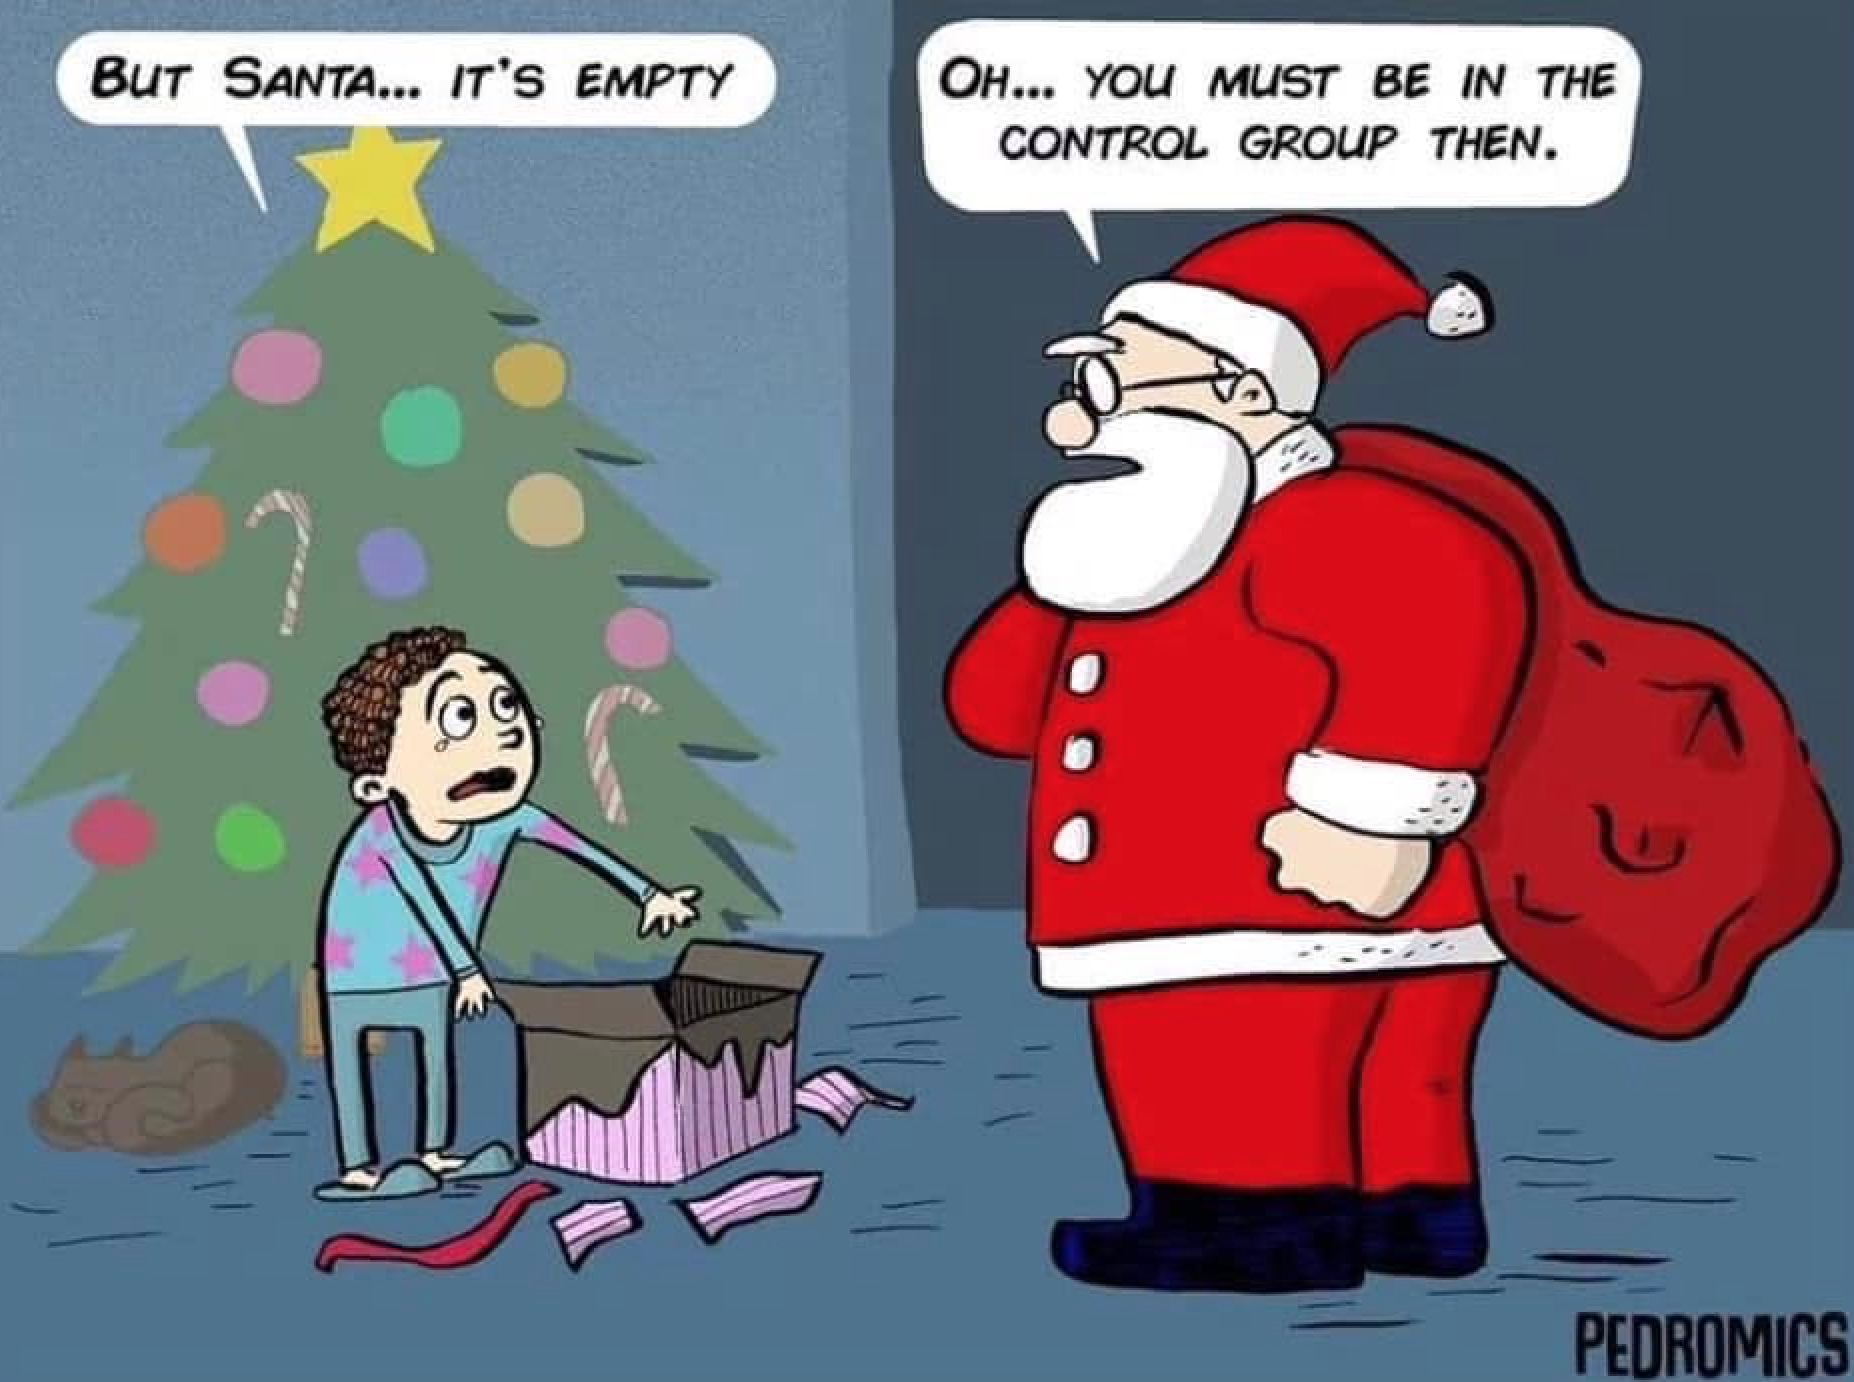 BUT SANTA... IT'S EMPTY
OH... YOU MUST BE IN THE
CONTROL GROUP THEN.
PEDROMICS